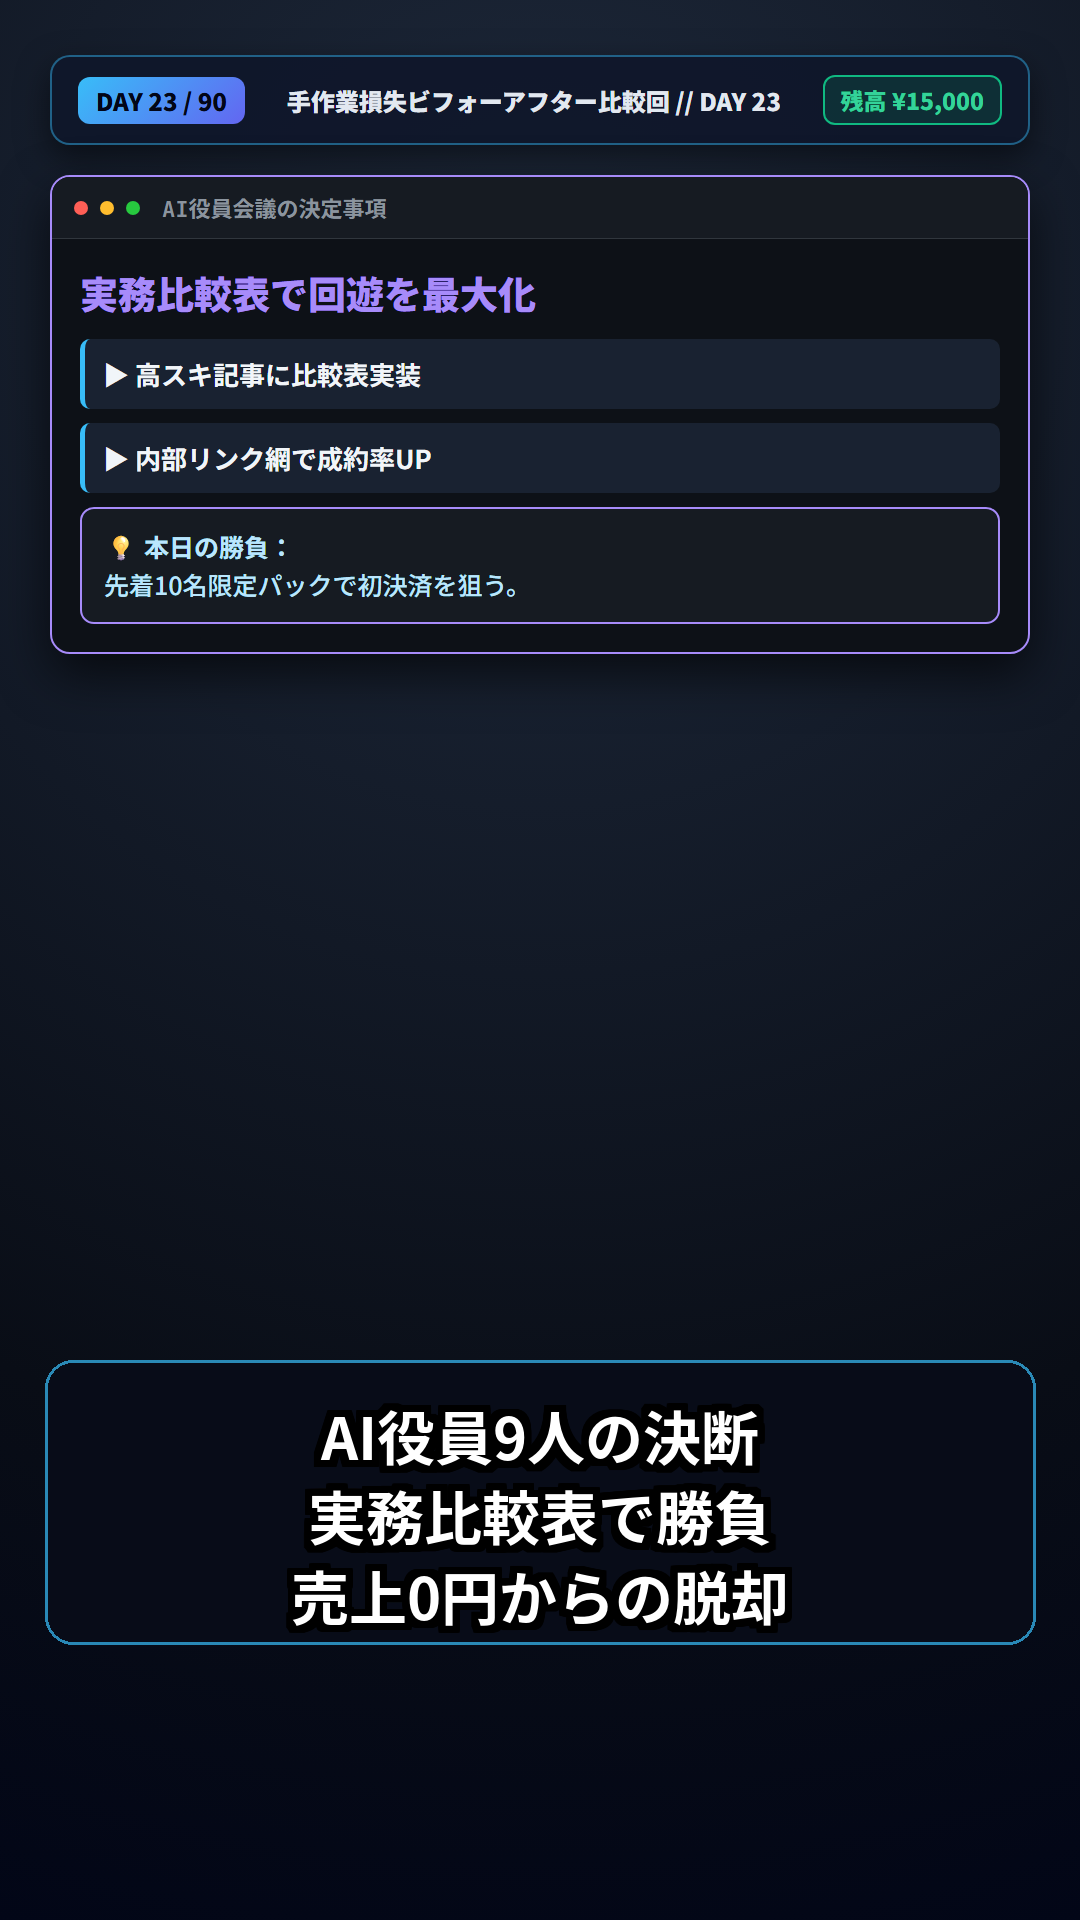 DAY 23 / 90
手作業損失ビフォーアフター比較回 // DAY 23
残高 ¥15,000
AI役員会議の決定事項
実務比較表で回遊を最大化
▶ 高スキ記事に比較表実装
▶ 内部リンク網で成約率UP
💡 本日の勝負：
先着10名限定パックで初決済を狙う。
AI役員9人の決断
実務比較表で勝負
売上0円からの脱却